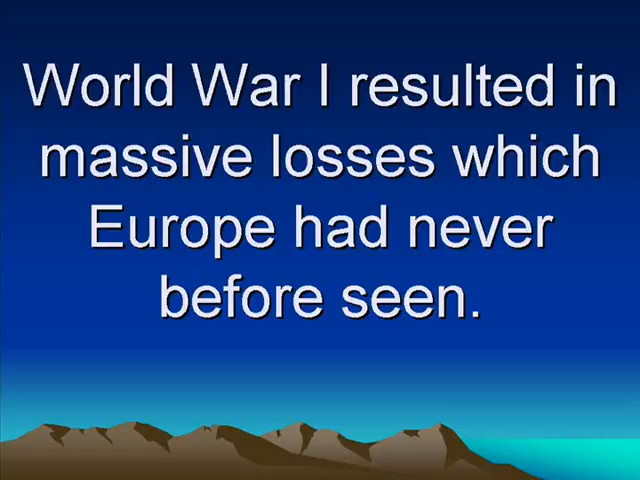 World War I resulted in
massive losses which
Europe had never
before seen.